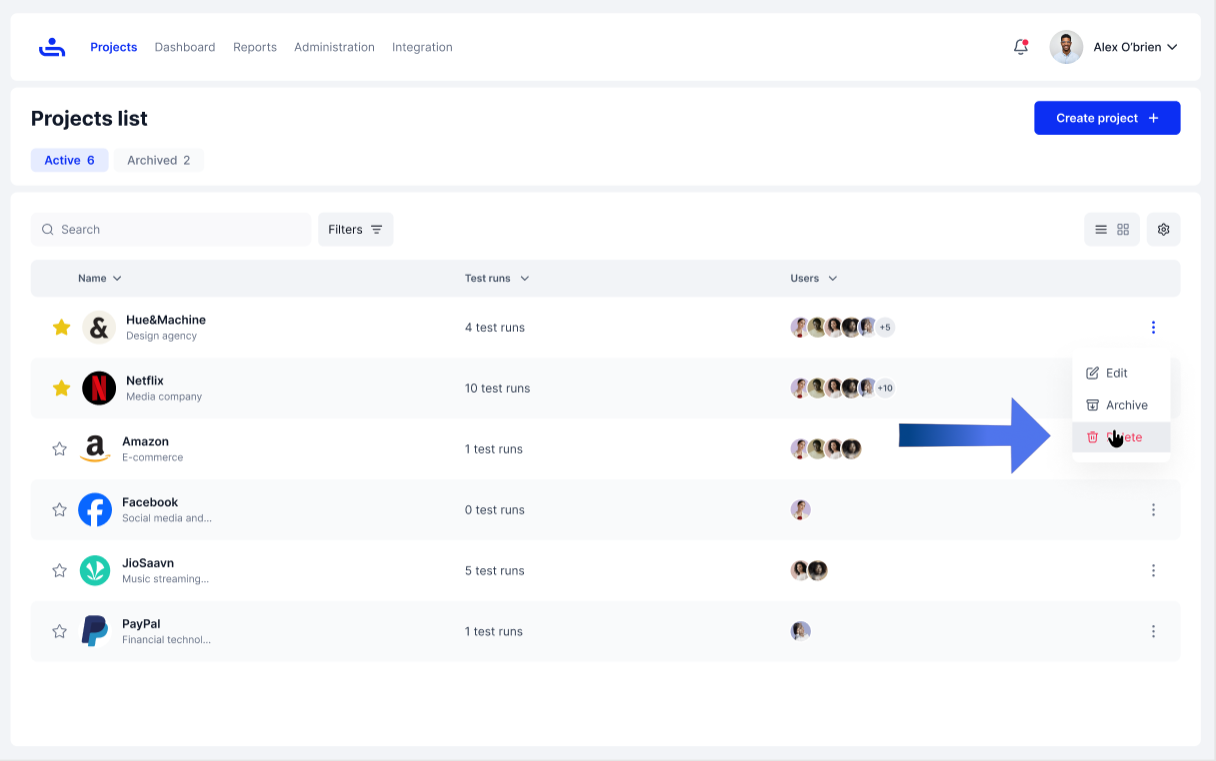 Projects Dashboard Reports Administration Integration Alex O'brien
Projects list
Create project +
Active 6 Archived 2
Search Filters
Name Test runs Users
Hue&Machine
Design agency
4 test runs
+5
Netflix
Media company
10 test runs
+10
Edit
Archive
Amazon
E-commerce
1 test runs
Facebook
Social media and...
0 test runs
JioSaavn
Music streaming...
5 test runs
PayPal
Financial technol...
1 test runs